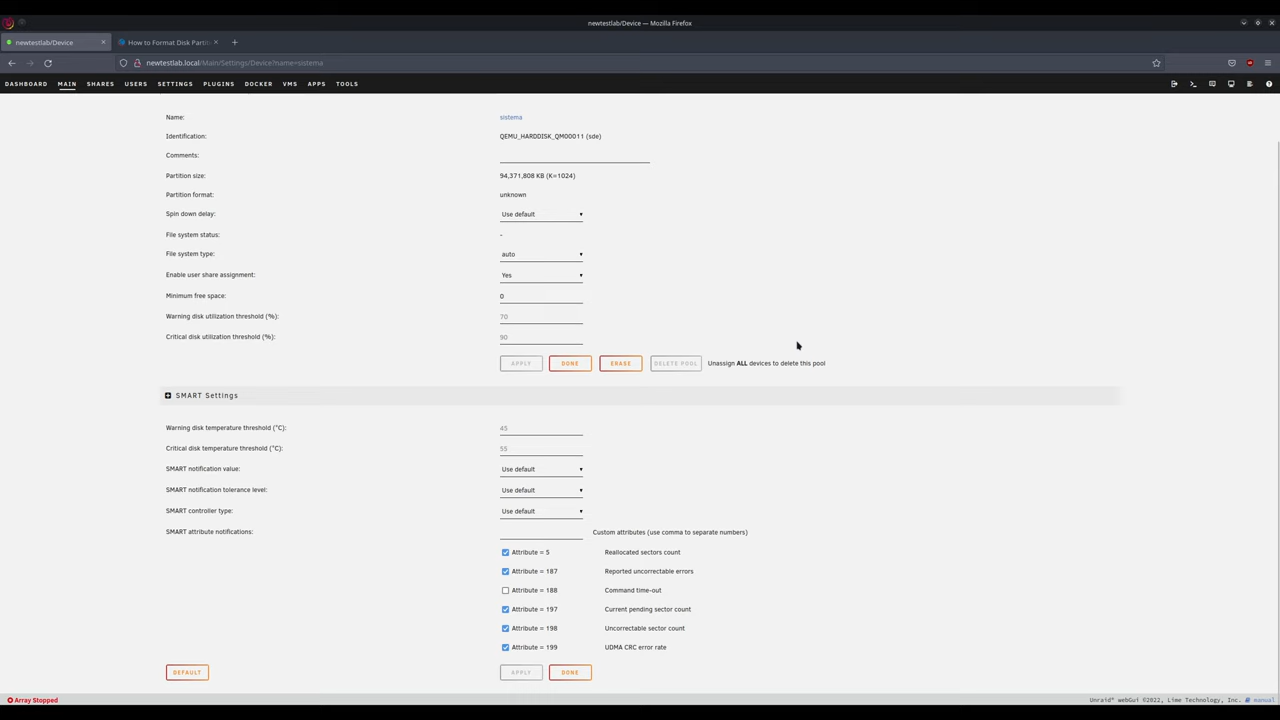 newtestlab/Device — Mozilla Firefox
newtestlab/Device
How to Format Disk Partit
newtestlab.local/Main/Settings/Device?name=sistema
DASHBOARD MAIN SHARES USERS SETTINGS PLUGINS DOCKER VMS APPS TOOLS
Name: sistema
Identification: QEMU_HARDDISK_QM00011 (sde)
Comments:
Partition size: 94,371,808 KB (K=1024)
Partition format: unknown
Spin down delay: Use default
File system status: -
File system type: auto
Enable user share assignment: Yes
Minimum free space: 0
Warning disk utilization threshold (%): 70
Critical disk utilization threshold (%): 90
APPLY DONE ERASE DELETE POOL Unassign ALL devices to delete this pool
SMART Settings
Warning disk temperature threshold (°C): 45
Critical disk temperature threshold (°C): 55
SMART notification value: Use default
SMART notification tolerance level: Use default
SMART controller type: Use default
SMART attribute notifications: Custom attributes (use comma to separate numbers)
Attribute = 5 Reallocated sectors count
Attribute = 187 Reported uncorrectable errors
Attribute = 188 Command time-out
Attribute = 197 Current pending sector count
Attribute = 198 Uncorrectable sector count
Attribute = 199 UDMA CRC error rate
DEFAULT APPLY DONE
Array Stopped
Unraid® webGui ©2022, Lime Technology, Inc. manual